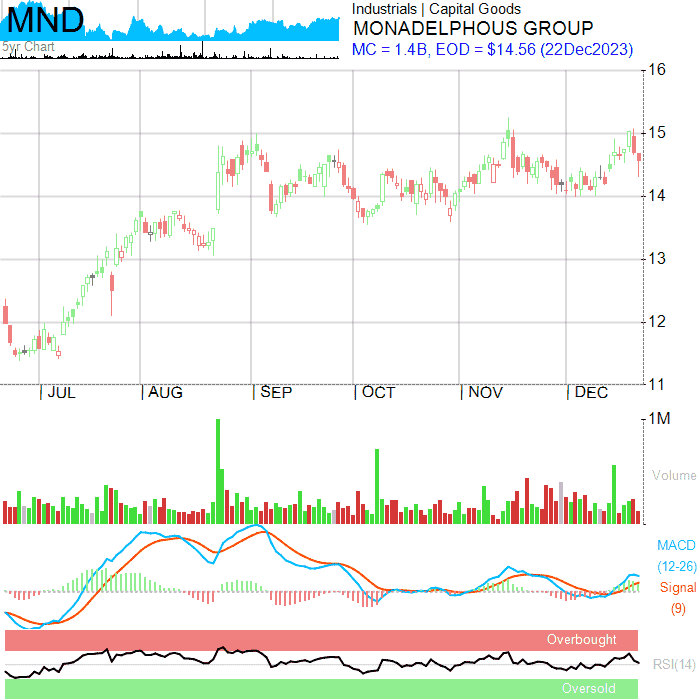 MND
5yr Chart
Industrials | Capital Goods
MONADELPHOUS GROUP
MC = 1.4B, EOD = $14.56 (22Dec2023)
16
15
14
13
12
11
JUL AUG SEP OCT NOV DEC
1M
Volume
MACD
(12-26)
Signal
(9)
Overbought
RSI(14)
Oversold